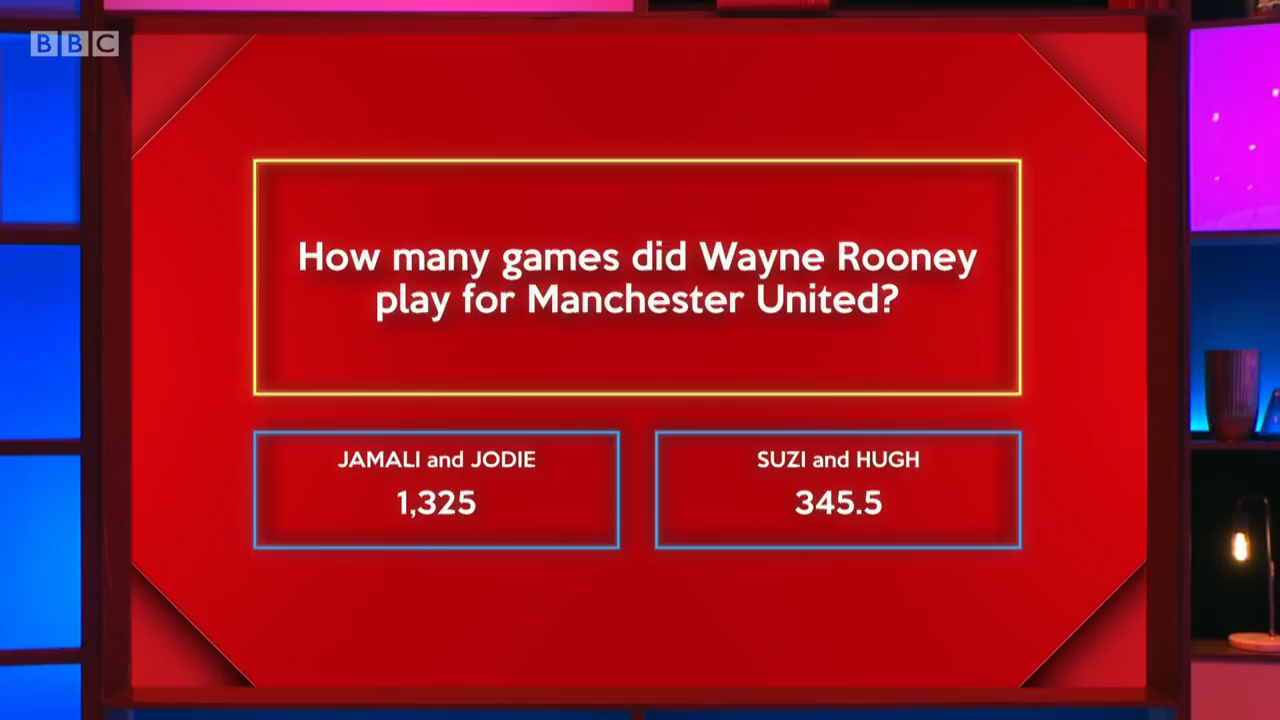 BBC
How many games did Wayne Rooney
play for Manchester United?
JAMALI and JODIE
1,325
SUZI and HUGH
345.5